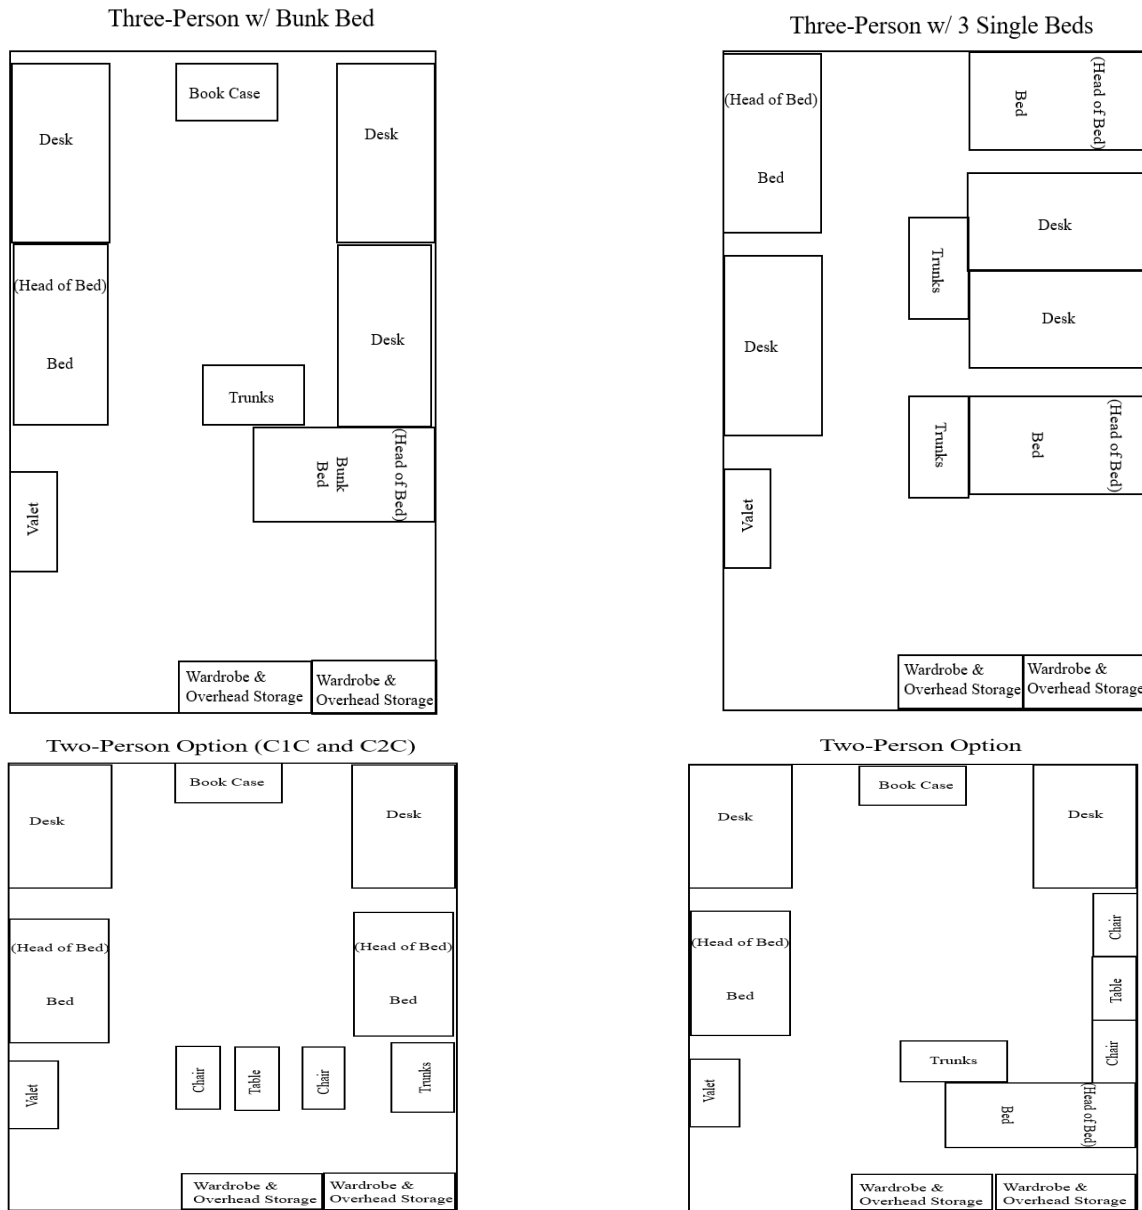 Three-Person w/ Bunk Bed
Book Case
Desk
Desk
(Head of Bed)
Bed
Desk
Trunks
Bunk
Bed
(Head of Bed)
Valet
Wardrobe &
Overhead Storage
Wardrobe &
Overhead Storage
Three-Person w/ 3 Single Beds
(Head of Bed)
Bed
Bed
(Head of Bed)
Desk
Trunks
Desk
Desk
Trunks
Bed
(Head of Bed)
Valet
Wardrobe &
Overhead Storage
Wardrobe &
Overhead Storage
Two-Person Option (C1C and C2C)
Book Case
Desk
Desk
(Head of Bed)
Bed
(Head of Bed)
Bed
Valet
Chair
Table
Chair
Trunks
Wardrobe &
Overhead Storage
Wardrobe &
Overhead Storage
Two-Person Option
Book Case
Desk
Desk
Chair
(Head of Bed)
Bed
Table
Chair
Trunks
Valet
Bed
(Head of Bed)
Wardrobe &
Overhead Storage
Wardrobe &
Overhead Storage